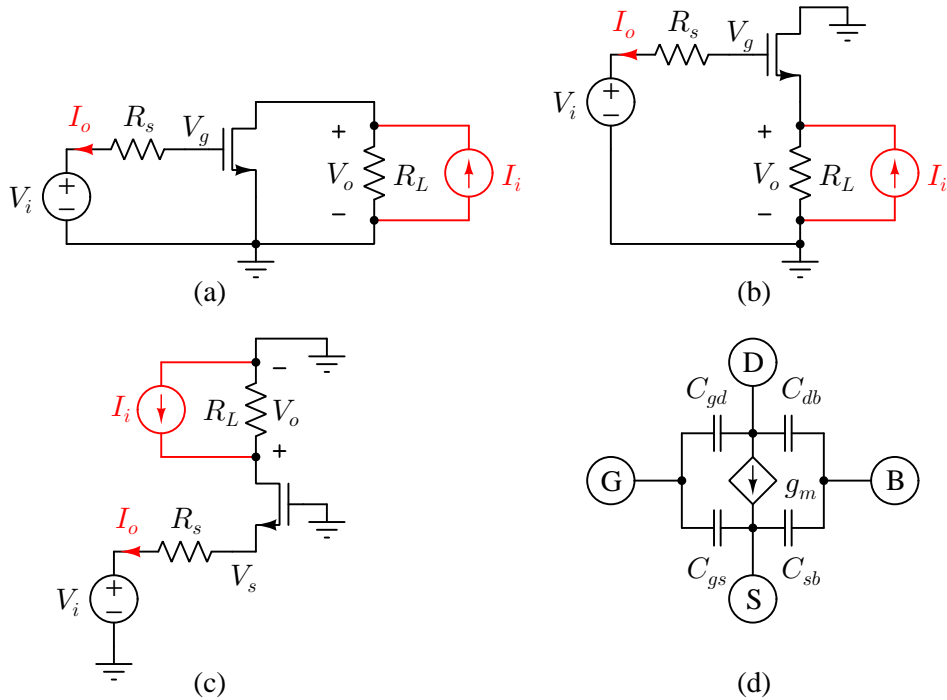 I_o R_s V_g
V_i
+
−
+
V_o R_L
−
I_i
(a)
I_o R_s V_g
V_i
+
−
+
V_o R_L
−
I_i
(b)
I_i
−
R_L V_o
+
I_o R_s
V_s
V_i
+
−
(c)
D
C_gd C_db
G g_m B
C_gs C_sb
S
(d)